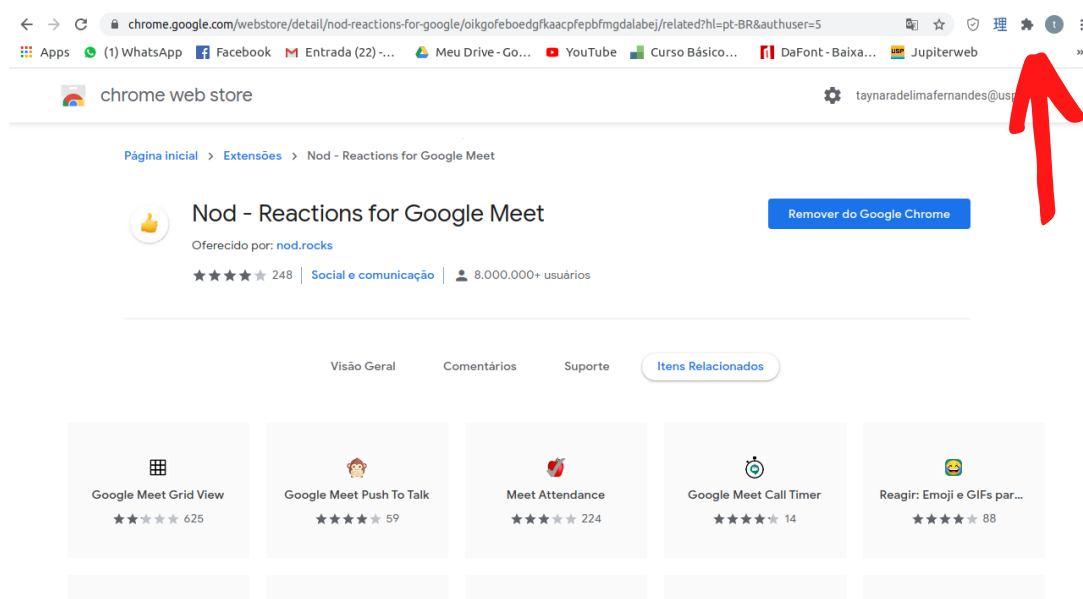 chrome.google.com/webstore/detail/nod-reactions-for-google/oikgofeboedgfkaacpfepbfmgdalabej/related?hl=pt-BR&authuser=5
理 t
Apps (1) WhatsApp Facebook Entrada (22) -... Meu Drive - Go... YouTube Curso Básico... DaFont - Baixa... USP Jupiterweb »
chrome web store taynaradelimafernandes@usp
Página inicial > Extensões > Nod - Reactions for Google Meet
Nod - Reactions for Google Meet
Remover do Google Chrome
Oferecido por: nod.rocks
248 Social e comunicação 8.000.000+ usuários
Visão Geral Comentários Suporte Itens Relacionados
Google Meet Grid View Google Meet Push To Talk Meet Attendance Google Meet Call Timer Reagir: Emoji e GIFs par...
625 59 224 14 88